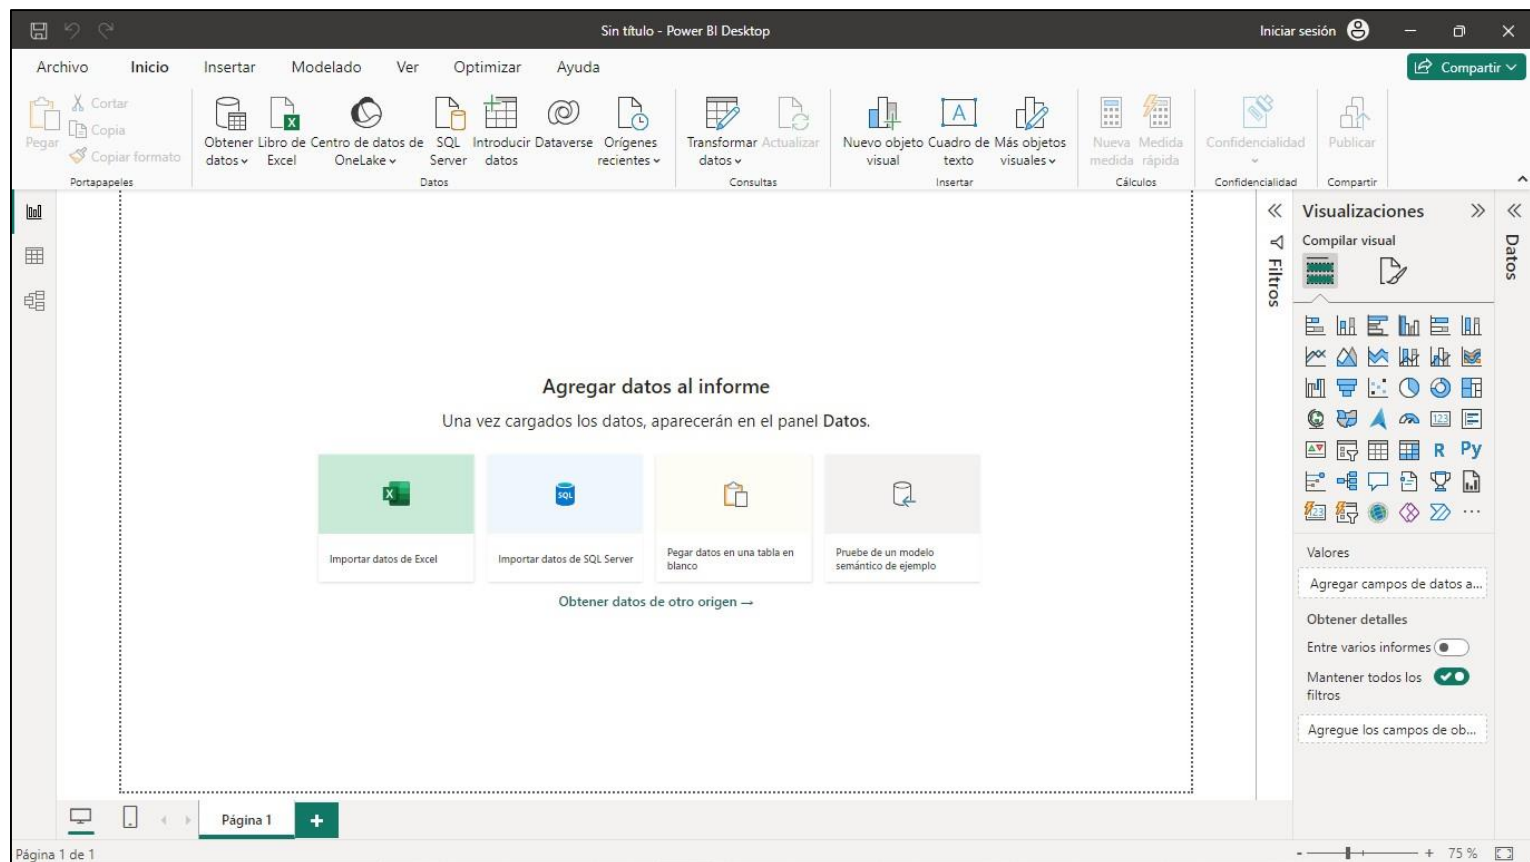 Sin título - Power BI Desktop
Iniciar sesión
Archivo Inicio Insertar Modelado Ver Optimizar Ayuda
Compartir
Pegar
Cortar
Copia
Copiar formato
Portapapeles
Obtener datos
Libro de Excel
Centro de datos de OneLake
SQL Server
Introducir datos
Dataverse
Orígenes recientes
Datos
Transformar datos
Actualizar
Consultas
Nuevo objeto visual
Cuadro de texto
Más objetos visuales
Insertar
Nueva medida
Medida rápida
Cálculos
Confidencialidad
Confidencialidad
Publicar
Compartir
Agregar datos al informe
Una vez cargados los datos, aparecerán en el panel Datos.
SQL
Importar datos de Excel
Importar datos de SQL Server
Pegar datos en una tabla en
blanco
Pruebe de un modelo
semántico de ejemplo
Obtener datos de otro origen →
Filtros
Visualizaciones
Compilar visual
123
R Py
123
Valores
Agregar campos de datos a...
Obtener detalles
Entre varios informes
Mantener todos los
filtros
Agregue los campos de ob...
Datos
Página 1
Página 1 de 1
75 %